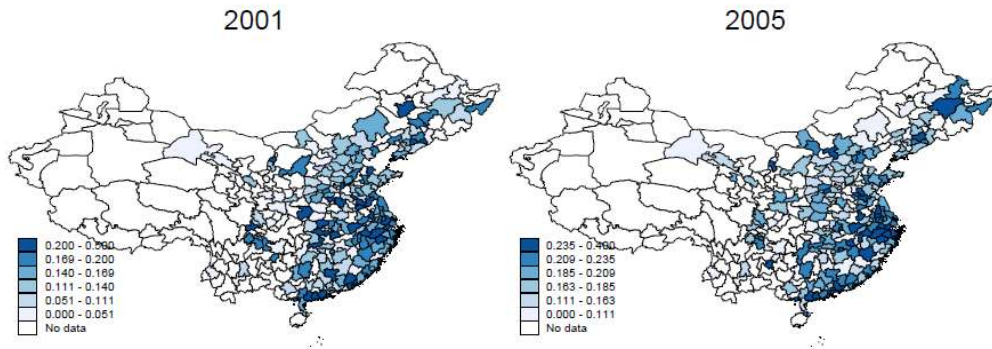 2001
0.200 - 0.500
0.169 - 0.200
0.140 - 0.169
0.111 - 0.140
0.051 - 0.111
0.000 - 0.051
No data
2005
0.235 - 0.400
0.209 - 0.235
0.185 - 0.209
0.163 - 0.185
0.111 - 0.163
0.000 - 0.111
No data